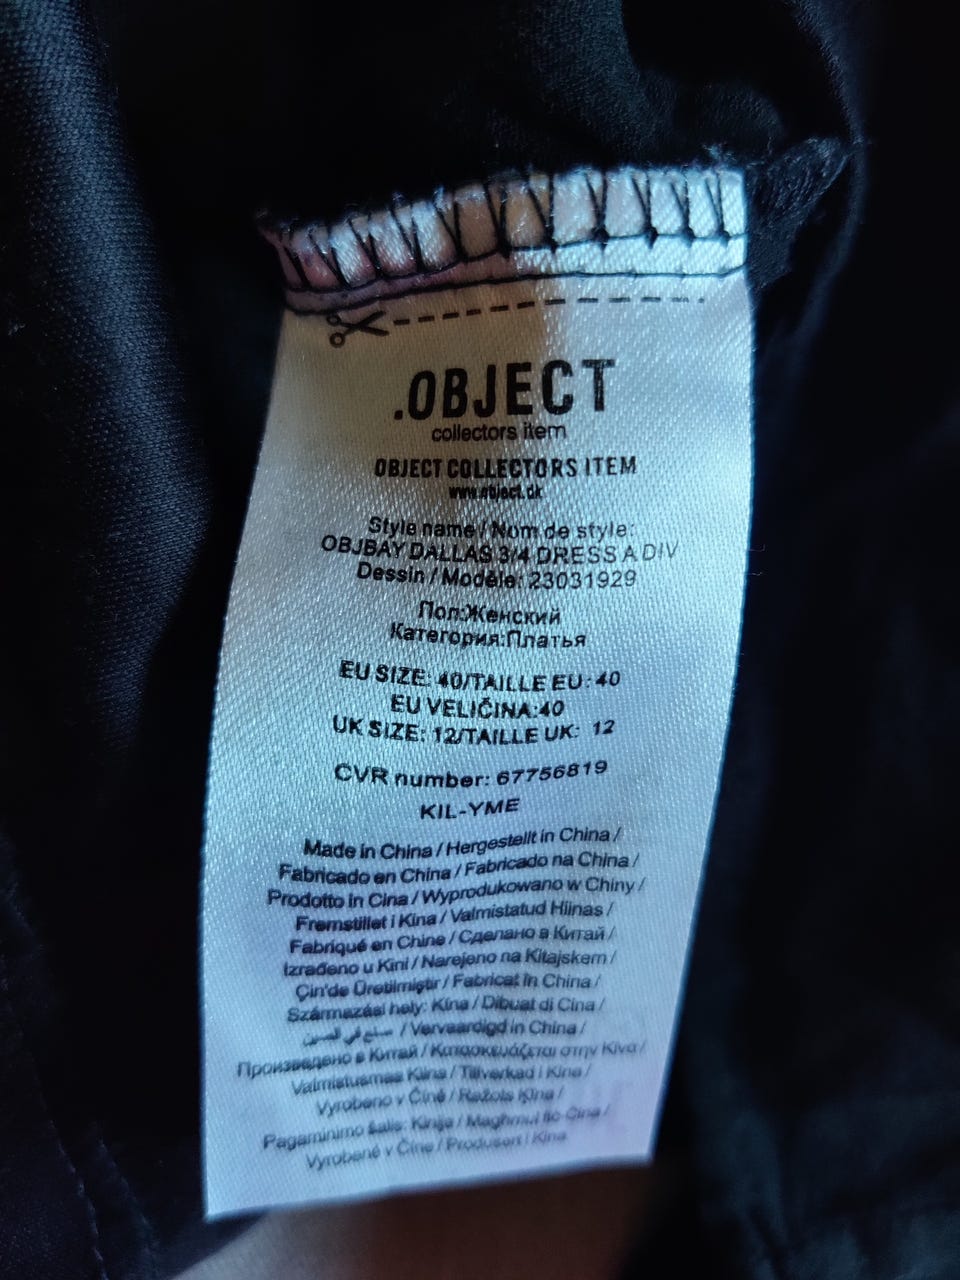 .OBJECT
collectors item
OBJECT COLLECTORS ITEM
www.object.dk
Style name / Nom de style:
OBJBAY DALLAS 3/4 DRESS A DIV
Dessin / Modèle: 23031929
Пол:Женский
Категория:Платья
EU SIZE: 40/TAILLE EU: 40
EU VELIČINA:40
UK SIZE: 12/TAILLE UK: 12
CVR number: 67756819
KIL-YME
Made in China / Hergestellt in China /
Fabricado en China / Fabricado na China /
Prodotto in Cina / Wyprodukowano w Chiny /
Fremstillet i Kina / Valmistatud Hiinas /
Fabriqué en Chine / Сделано в Китай /
Izrađeno u Kini / Narejeno na Kitajskem /
Çin'de Üretilmiştir / Fabricat în China /
Származási hely: Kína / Dibuat di Cina /
صنع في الصين / Vervaardigd in China /
Произведено в Китай / Κατασκευάζεται στην Κίνα /
Valmistusmaa Kiina / Tillverkad i Kina /
Vyrobeno v Číně / Ražots Ķīna /
Pagaminimo šalis: Kinija / Maghmul fiċ-Ċina /
Vyrobené v Číne / Produsert i Kina